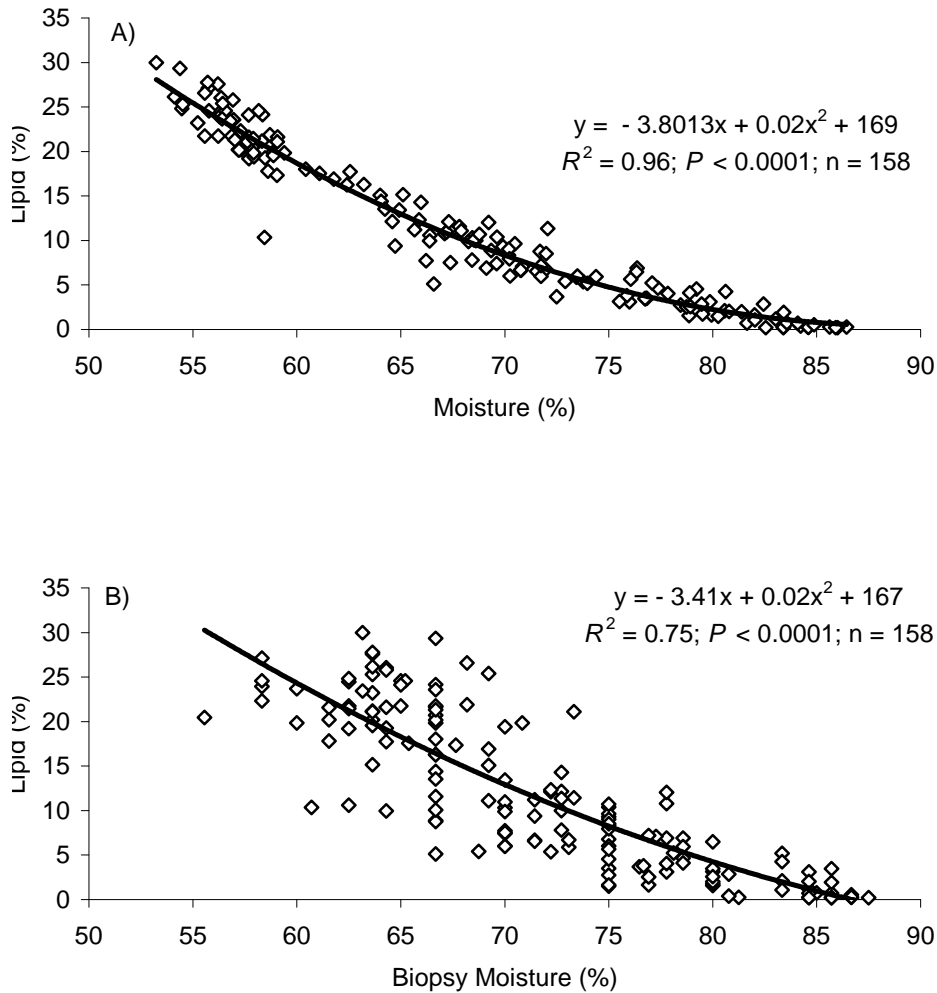 A)
y = - 3.8013x + 0.02x² + 169
R² = 0.96; P < 0.0001; n = 158
Lipid (%)
35
30
25
20
15
10
5
0
50 55 60 65 70 75 80 85 90
Moisture (%)
B)
y = - 3.41x + 0.02x² + 167
R² = 0.75; P < 0.0001; n = 158
Lipid (%)
35
30
25
20
15
10
5
0
50 55 60 65 70 75 80 85 90
Biopsy Moisture (%)